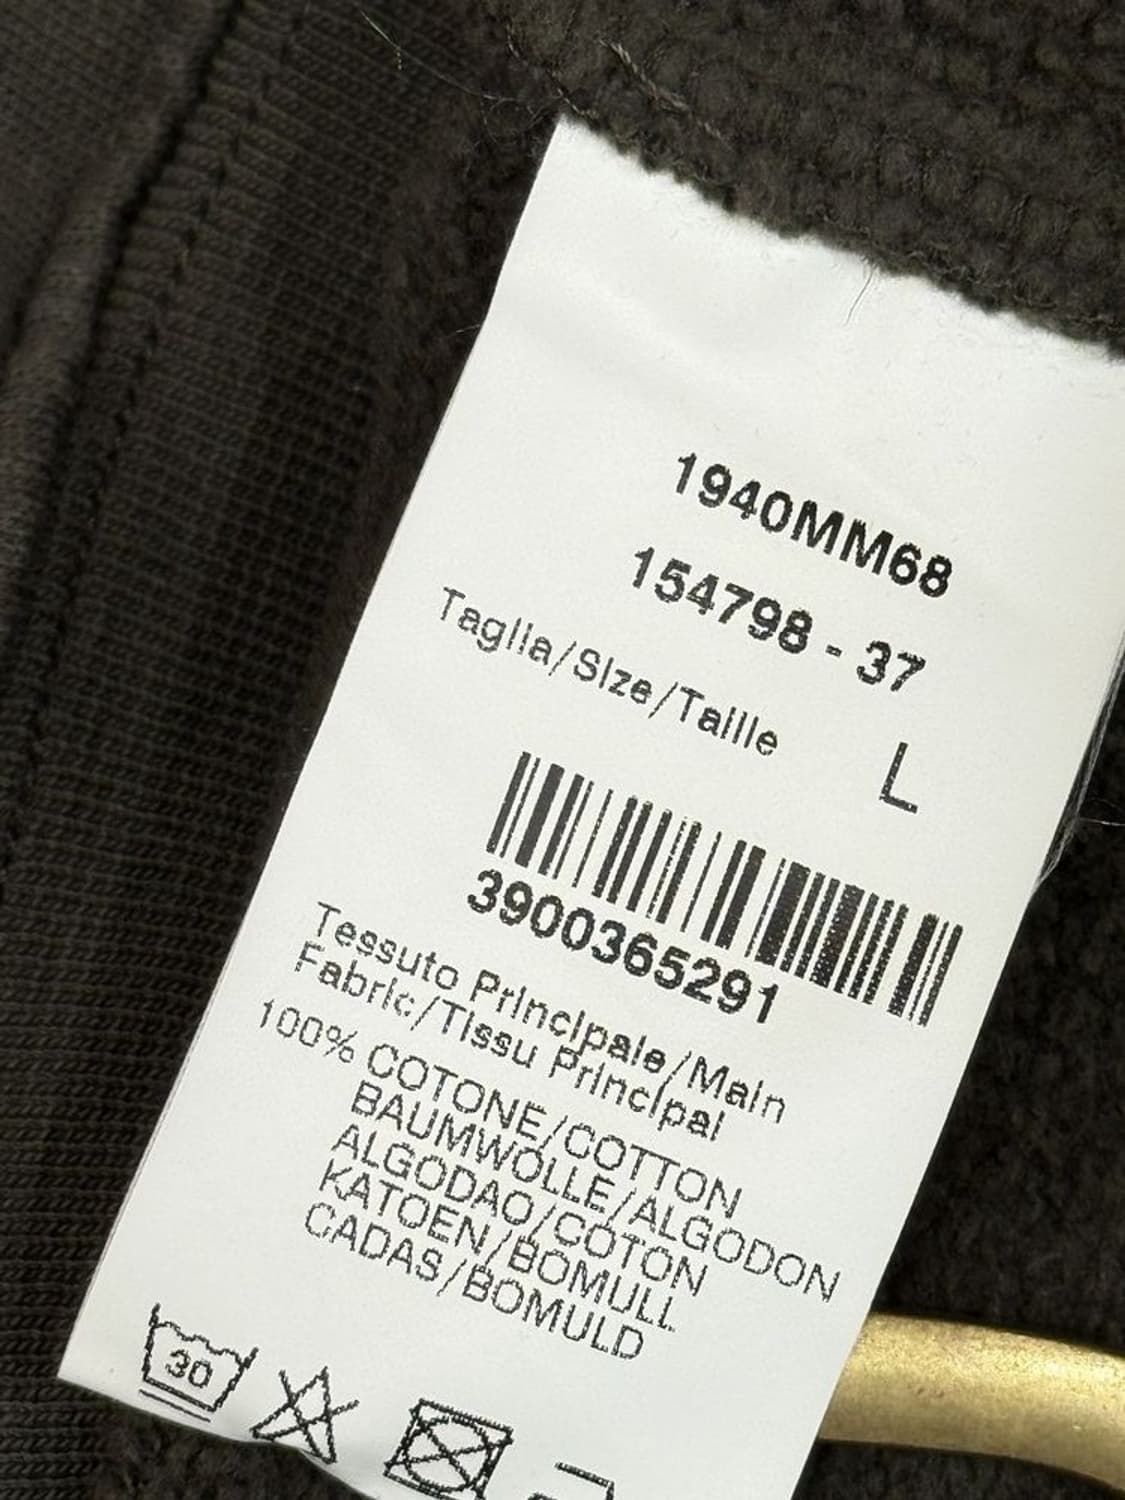 1940MM68
154798 - 37
Taglia/Size/Taille
L
3900365291
Tessuto Principale/Main
Fabric/Tissu Principal
100% COTONE/COTTON
BAUMWOLLE/ALGODON
ALGODAO/COTON
KATOEN/BOMULL
CADAS/BOMULD
30